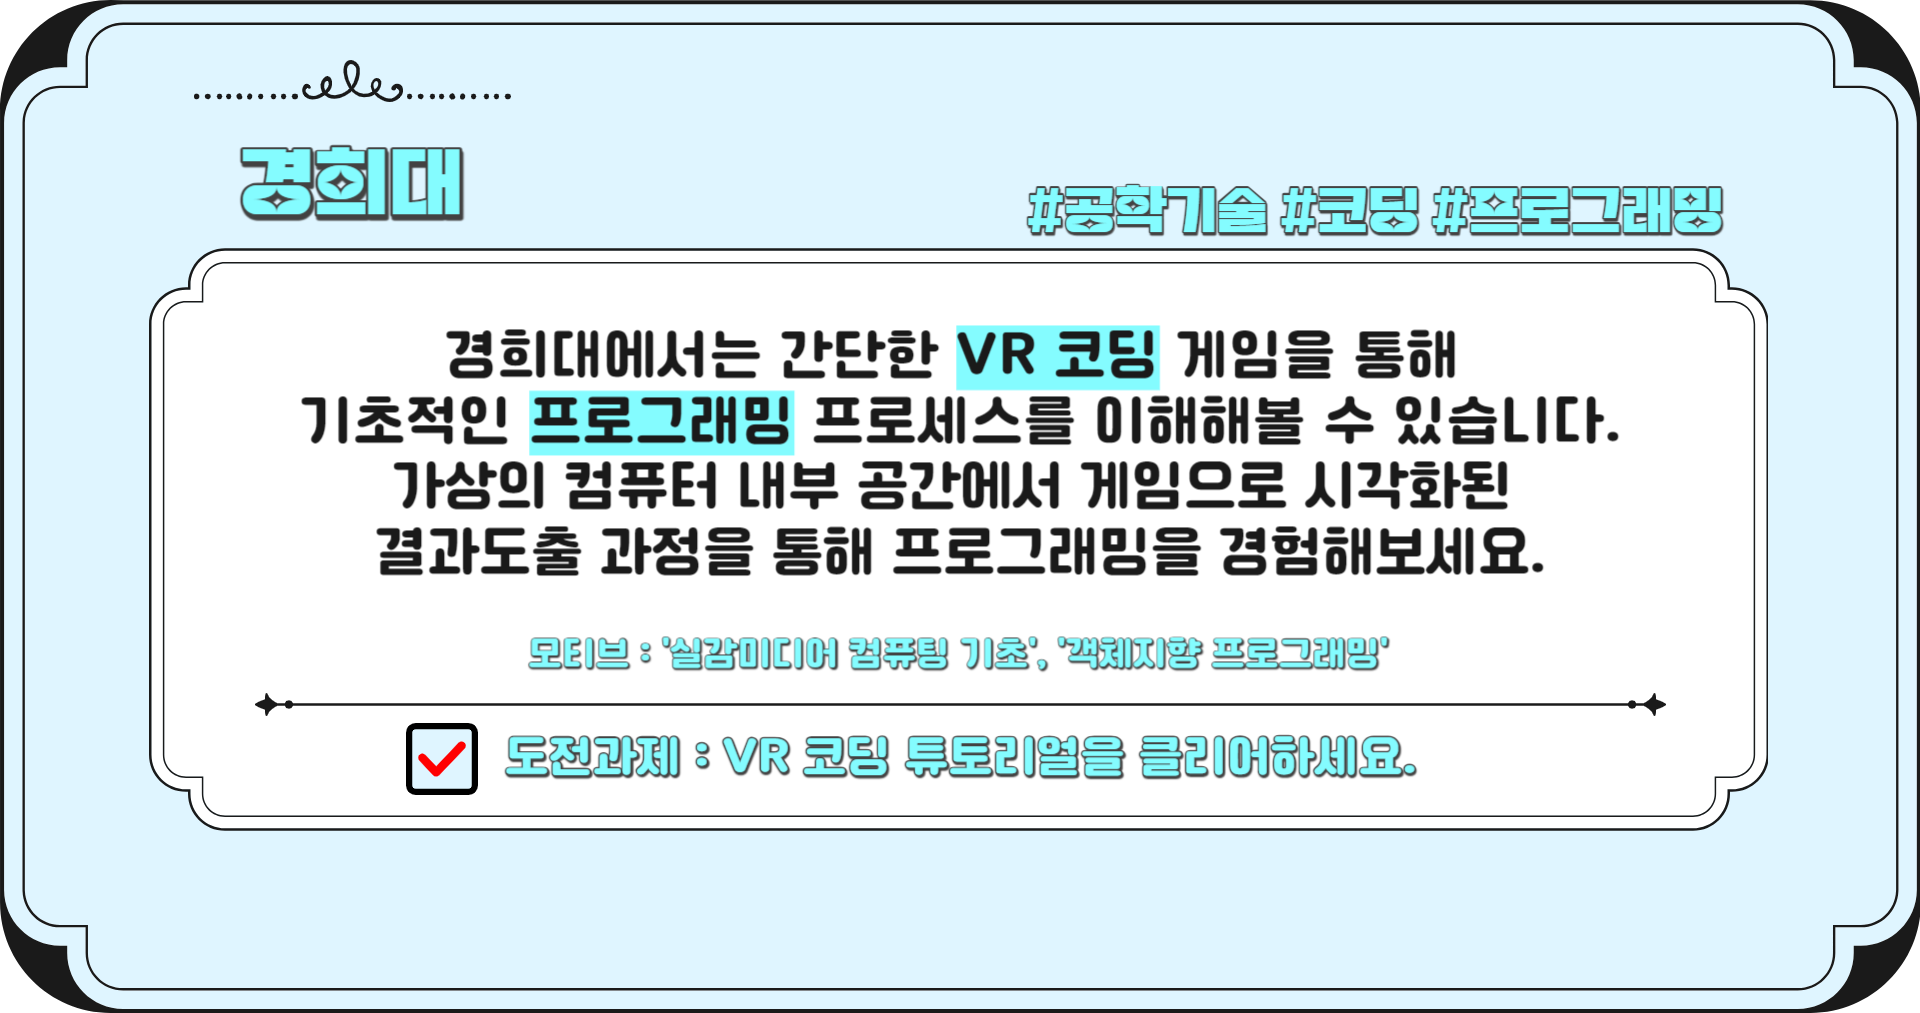 경희대
#공학기술 #코딩 #프로그래밍
경희대에서는 간단한 VR 코딩 게임을 통해
기초적인 프로그래밍 프로세스를 이해해볼 수 있습니다.
가상의 컴퓨터 내부 공간에서 게임으로 시각화된
결과도출 과정을 통해 프로그래밍을 경험해보세요.
모티브 : '실감미디어 컴퓨팅 기초', '객체지향 프로그래밍'
도전과제 : VR 코딩 튜토리얼을 클리어하세요.